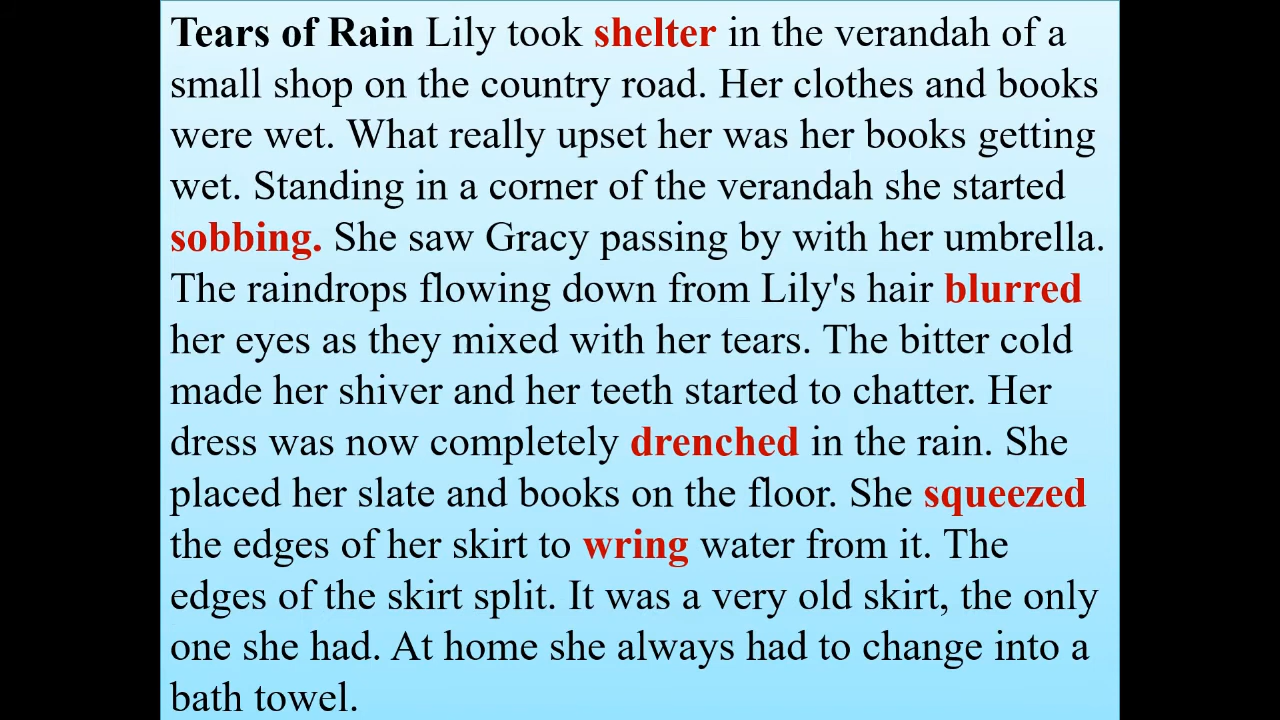 Tears of Rain Lily took shelter in the verandah of a
small shop on the country road. Her clothes and books
were wet. What really upset her was her books getting
wet. Standing in a corner of the verandah she started
sobbing. She saw Gracy passing by with her umbrella.
The raindrops flowing down from Lily's hair blurred
her eyes as they mixed with her tears. The bitter cold
made her shiver and her teeth started to chatter. Her
dress was now completely drenched in the rain. She
placed her slate and books on the floor. She squeezed
the edges of her skirt to wring water from it. The
edges of the skirt split. It was a very old skirt, the only
one she had. At home she always had to change into a
bath towel.